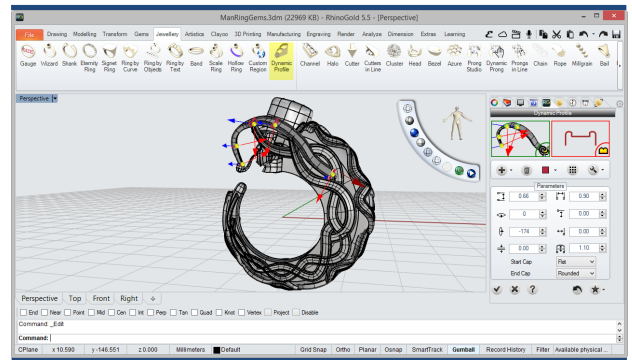 ManRingGems.3dm (22969 KB) - RhinoGold 5.5 - [Perspective]
File Drawing Modelling Transform Gems Jewellery Artistics Clayoo 3D Printing Manufacturing Engraving Render Analyze Dimension Extras Learning
Gauge Wizard Shank Eternity Ring Signet Ring Ring by Curve Ring by Objects Ring by Text Band Scale Ring Hollow Ring Custom Region Dynamic Profile Channel Halo Cutter Cutters in Line Cluster Head Bezel Azure Prong Studio Dynamic Prong Prongs in Line Chain Rope Millgrain Bail
Perspective
Dynamic Profile
Parameters
0.66 0.90
0 0.00
-174 0.00
0.00 1.10
Start Cap Flat
End Cap Rounded
Perspective Top Front Right
End Near Point Mid Cen Int Perp Tan Quad Knot Vertex Project Disable
Command: _Edit
Command:
CPlane x 10.590 y -146.551 z 0.000 Millimeters Default Grid Snap Ortho Planar Osnap SmartTrack Gumball Record History Filter Available physical ...